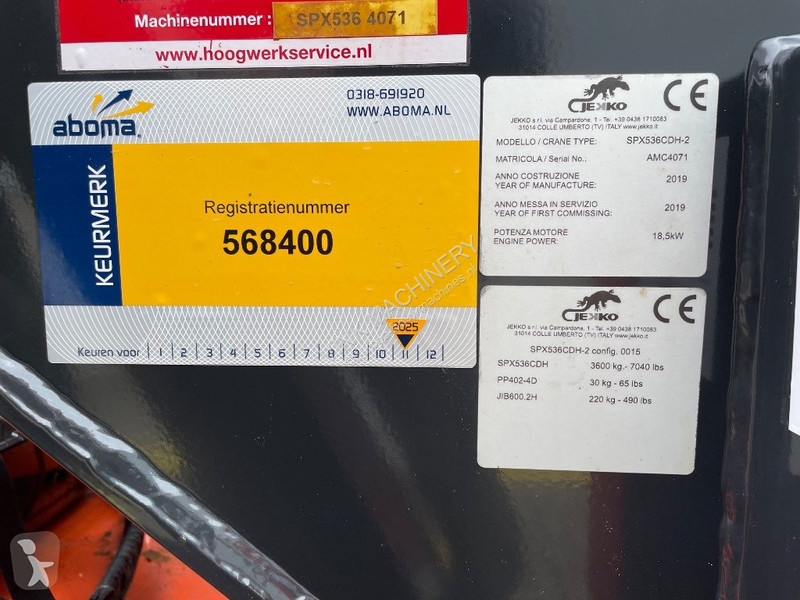 Machinenummer : SPX536 4071
www.hoogwerkservice.nl
aboma
0318-691920
WWW.ABOMA.NL
KEURMERK
Registratienummer
568400
2025
Keuren voor 1 2 3 4 5 6 7 8 9 10 11 12
JEKKO CE
JEKKO s.r.l. via Campardone, 1 - Tel. +39 0438 1710083
31014 COLLE UMBERTO (TV) ITALY www.jekko.it
MODELLO / CRANE TYPE: SPX536CDH-2
MATRICOLA / Serial No.: AMC4071
ANNO COSTRUZIONE 2019
YEAR OF MANUFACTURE:
ANNO MESSA IN SERVIZIO 2019
YEAR OF FIRST COMMISSING:
POTENZA MOTORE 18,5kW
ENGINE POWER:
JEKKO CE
JEKKO s.r.l. via Campardone, 1 - Tel. +39 0438 1710083
31014 COLLE UMBERTO (TV) ITALY www.jekko.it
SPX536CDH-2 config. 0015
SPX536CDH 3600 kg.- 7040 lbs
PP402-4D 30 kg - 65 lbs
JIB600.2H 220 kg - 490 lbs
MACHINERY